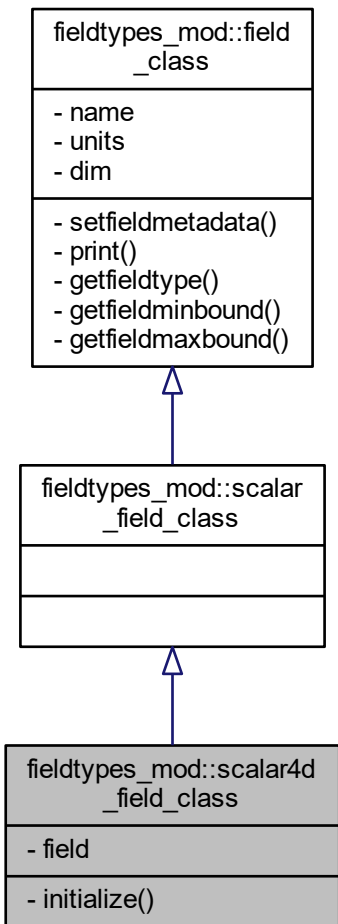 fieldtypes_mod::field
_class
- name
- units
- dim
- setfieldmetadata()
- print()
- getfieldtype()
- getfieldminbound()
- getfieldmaxbound()
fieldtypes_mod::scalar
_field_class
fieldtypes_mod::scalar4d
_field_class
- field
- initialize()